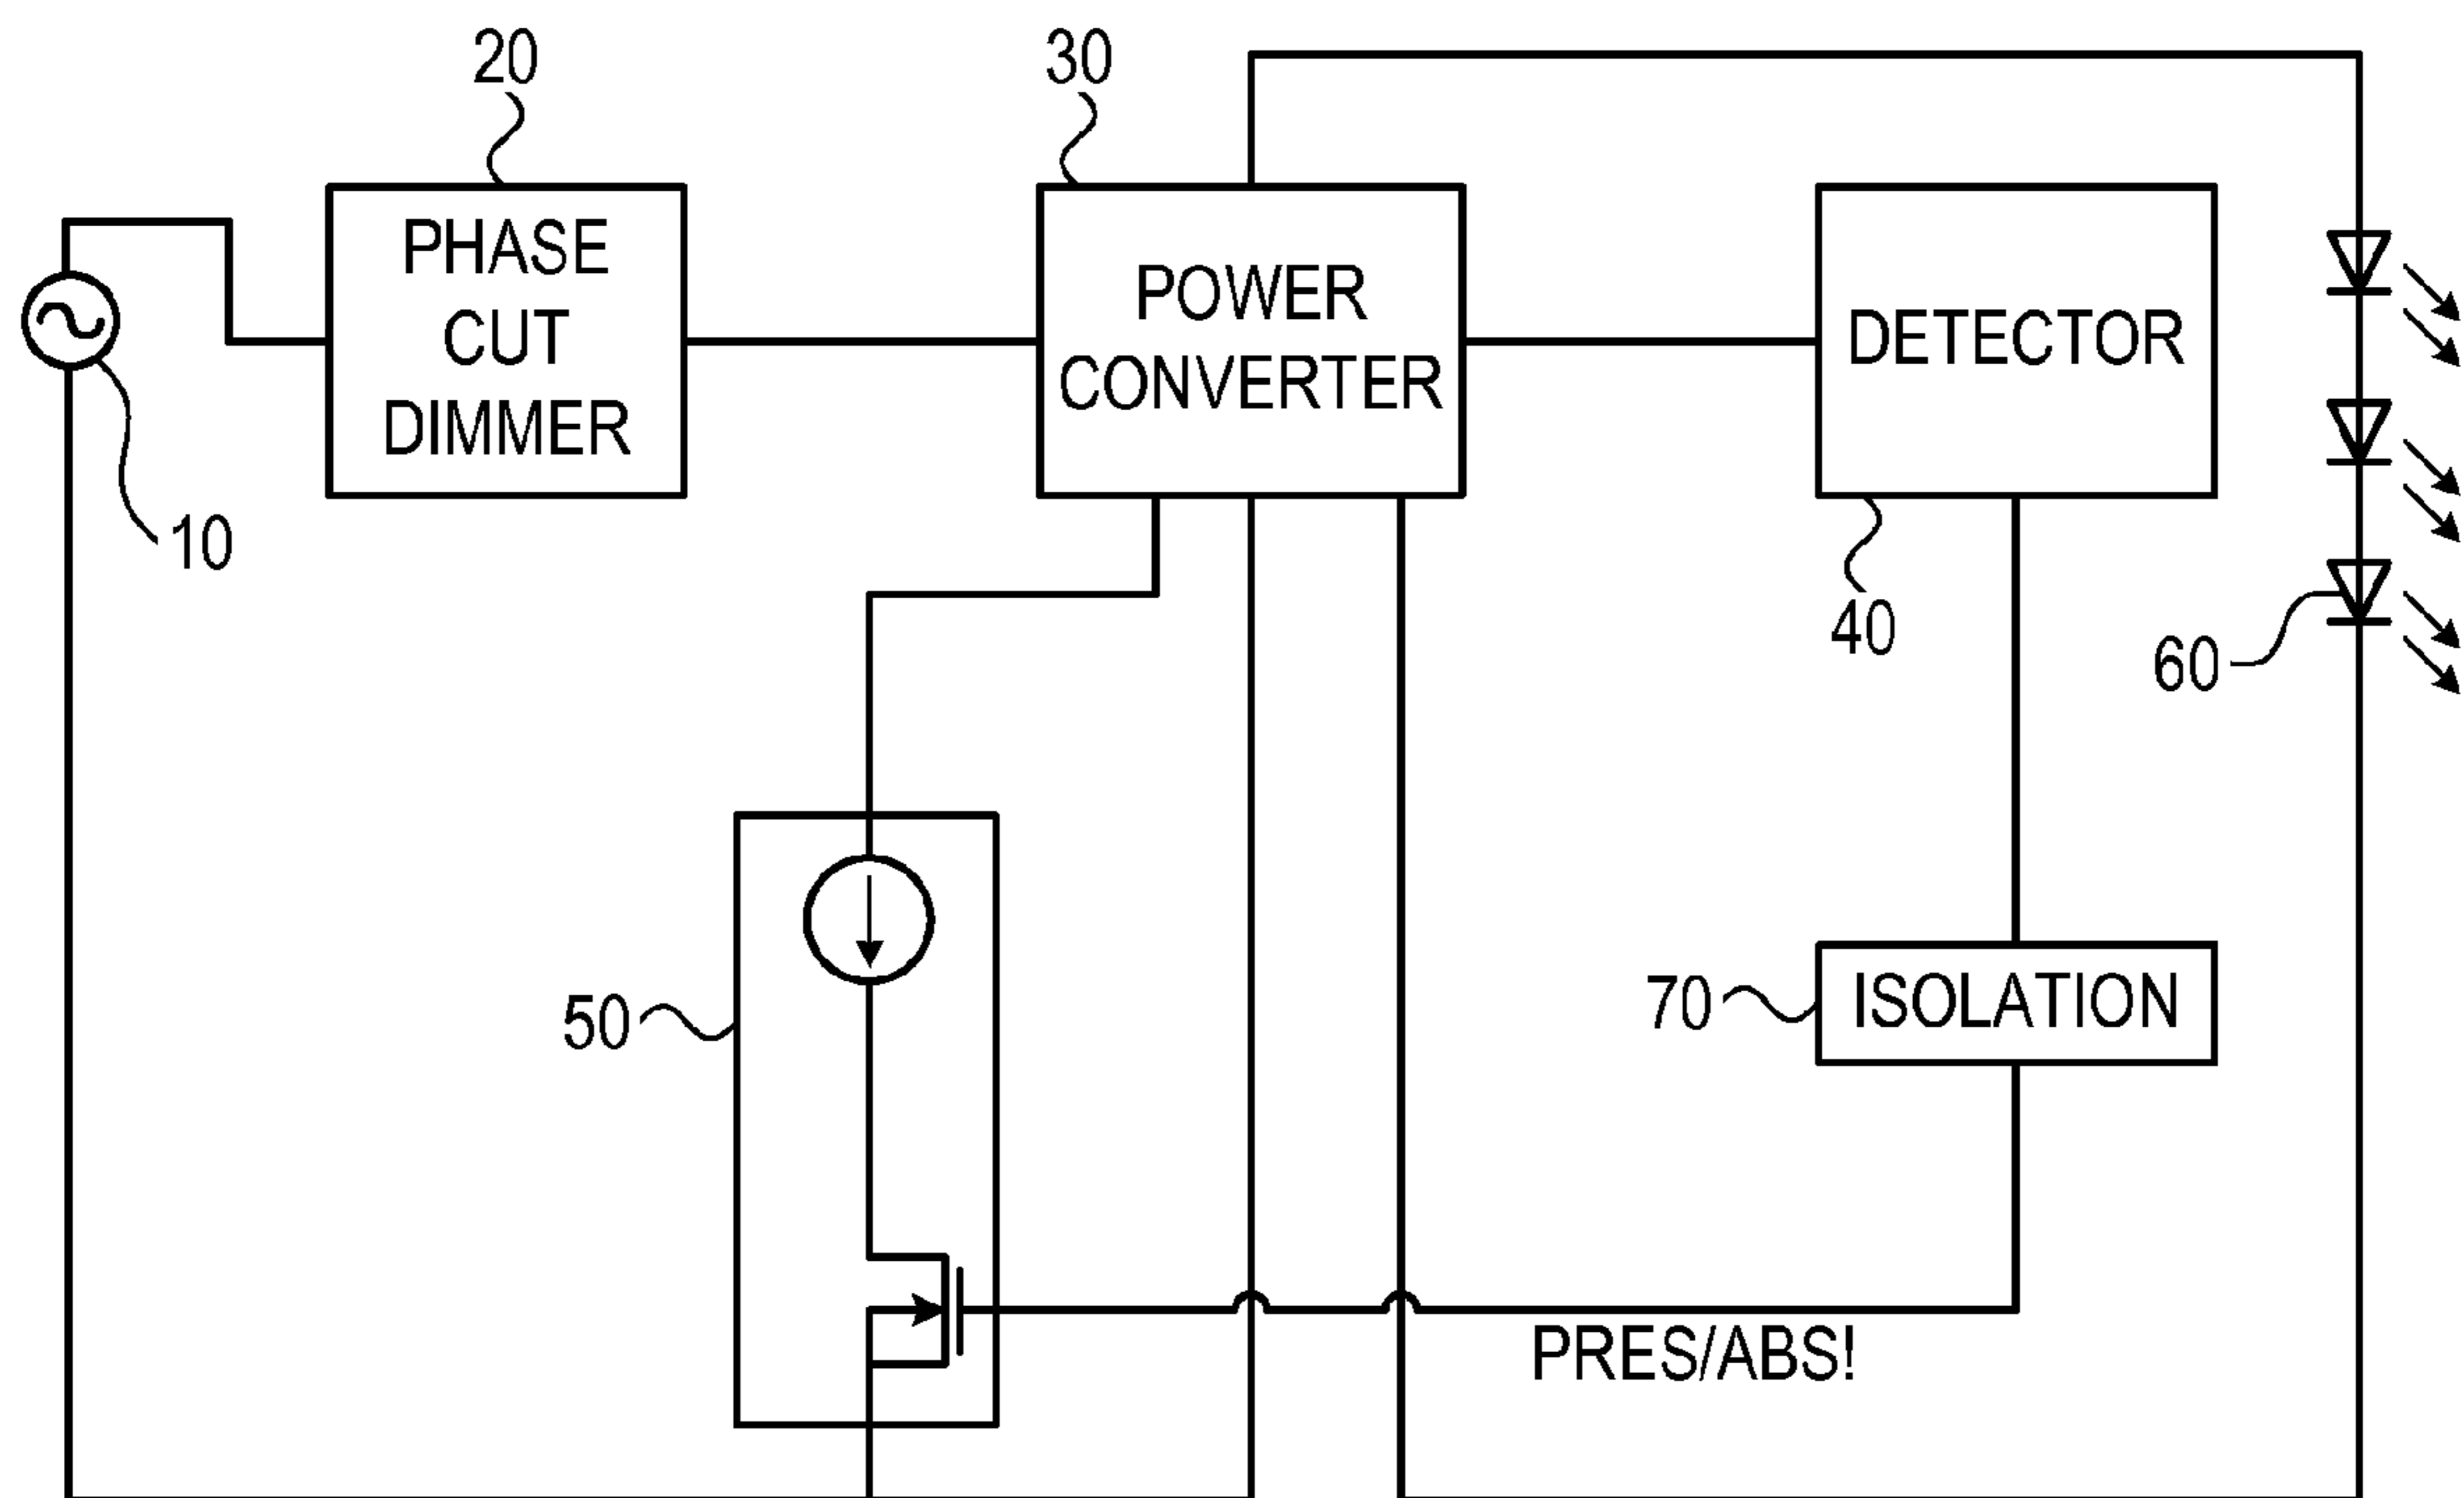 20
30
PHASE
CUT
DIMMER
POWER
CONVERTER
DETECTOR
10
40
60
50
70
ISOLATION
PRES/ABS!